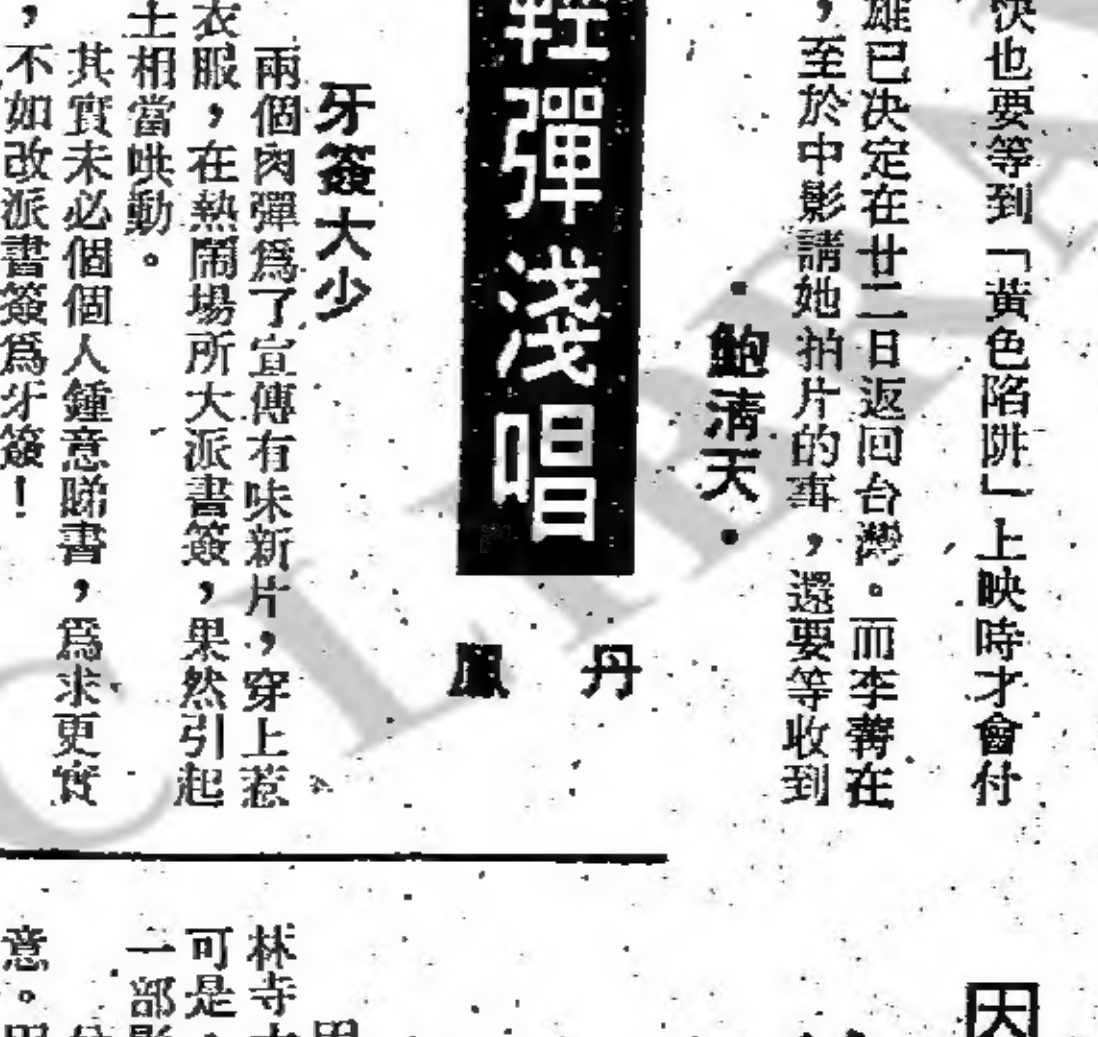 快也要等到「黃色陷阱」上映時才會付
雄已决定在廿二日返回台灣。而李菁在
，至於中影請她拍片的事，還要等收到
·鮑清天·
輕彈淺唱
丹鳳
牙簽大少
兩個肉彈爲了宣傳有味新片，穿上惹
衣服，在熱鬧場所大派書簽，果然引起
士相當哄動。
其實未必個個人鍾意睇書，爲求更實
，不如改派書簽爲牙簽！
因
林寺
可是，
一部影
意。